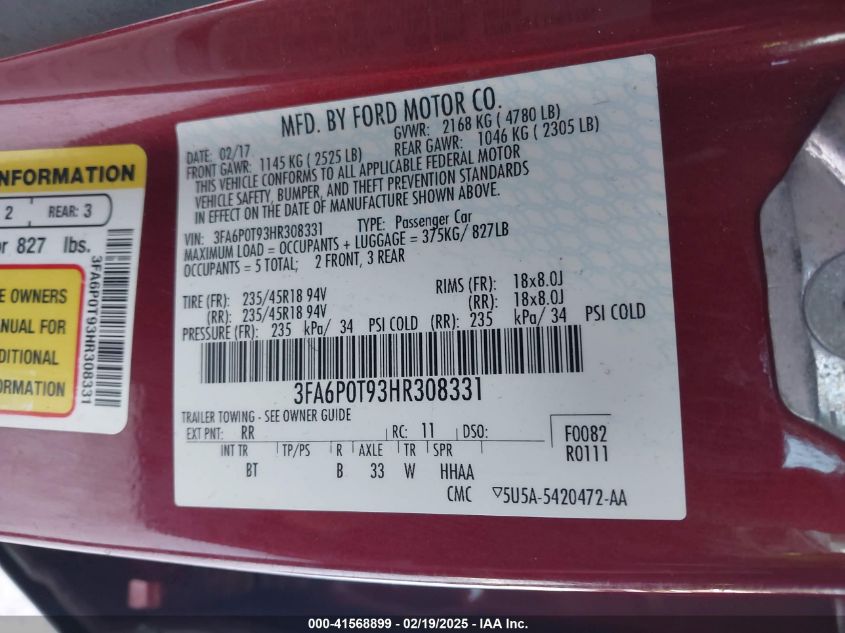 MFD. BY FORD MOTOR CO.
DATE: 02/17 GVWR: 2168 KG ( 4780 LB)
FRONT GAWR: 1145 KG ( 2525 LB) REAR GAWR: 1046 KG ( 2305 LB)
THIS VEHICLE CONFORMS TO ALL APPLICABLE FEDERAL MOTOR
VEHICLE SAFETY, BUMPER, AND THEFT PREVENTION STANDARDS
IN EFFECT ON THE DATE OF MANUFACTURE SHOWN ABOVE.
VIN: 3FA6P0T93HR308331 TYPE: Passenger Car
MAXIMUM LOAD = OCCUPANTS + LUGGAGE = 375KG/ 827LB
OCCUPANTS = 5 TOTAL; 2 FRONT, 3 REAR
TIRE (FR): 235/45R18 94V RIMS (FR): 18x8.0J
(RR): 235/45R18 94V (RR): 18x8.0J
PRESSURE (FR): 235 kPa/ 34 PSI COLD (RR): 235 kPa/ 34 PSI COLD
3FA6P0T93HR308331
TRAILER TOWING - SEE OWNER GUIDE
EXT PNT: RR RC: 11 DSO: F0082
R0111
INT TR TP/PS R AXLE TR SPR
BT B 33 W HHAA
CMC ▽5U5A-5420472-AA
INFORMATION
2 REAR: 3
or 827 lbs.
E OWNERS
ANUAL FOR
DDITIONAL
FORMATION
3FA6P0T93HR308331
000-41568899 / 02/19/2025 - IAA Inc.